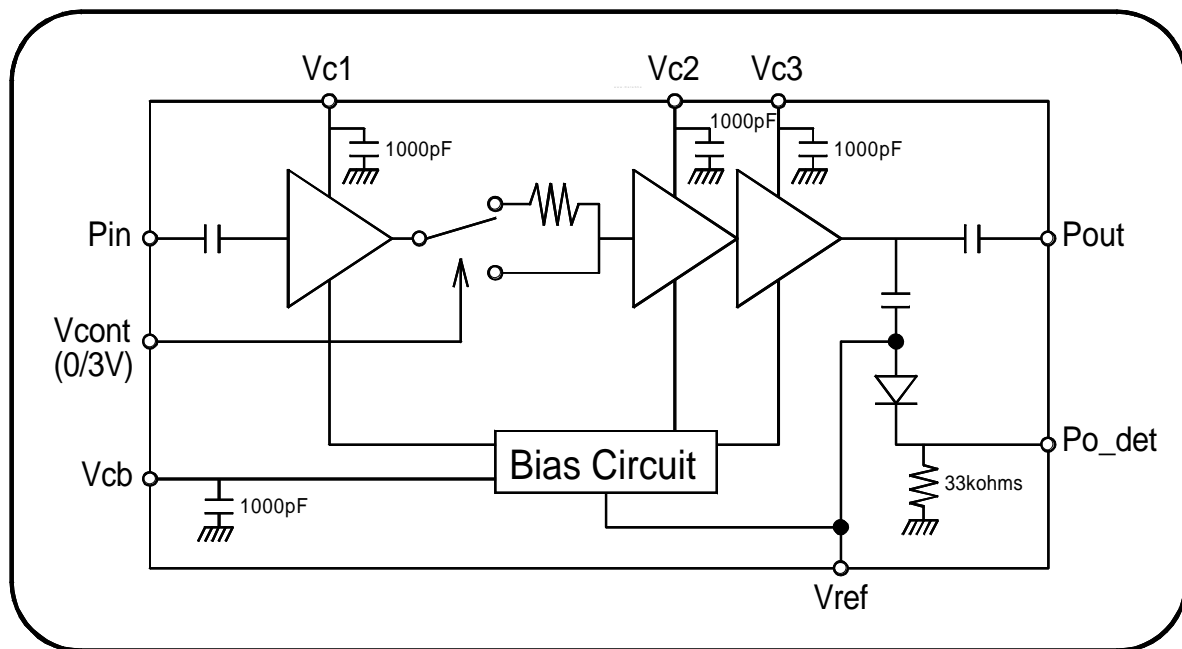 Vc1
Vc2
Vc3
1000pF
1000pF
1000pF
Pin
Pout
Vcont
(0/3V)
Vcb
1000pF
Bias Circuit
Po_det
33kohms
Vref